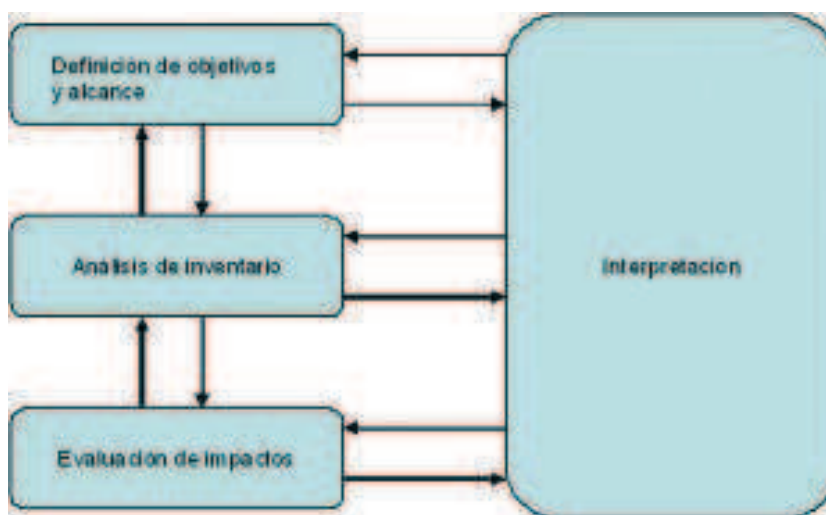 Definición de objetivos
y alcance
Análisis de inventario
Interpretación
Evaluación de impactos